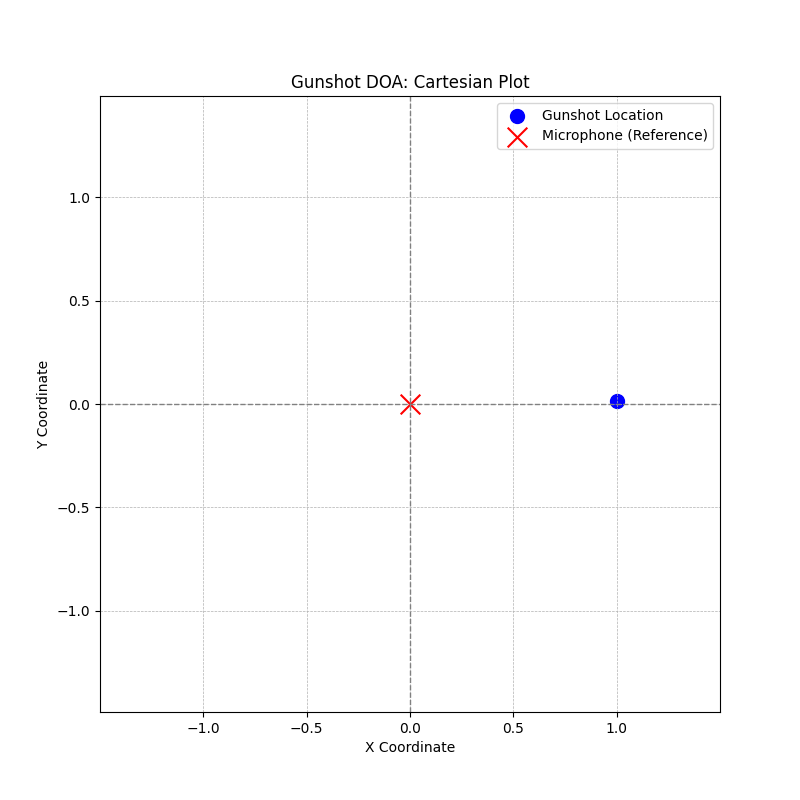 Gunshot DOA: Cartesian Plot
Gunshot Location
Microphone (Reference)
1.0
0.5
0.0
−0.5
−1.0
Y Coordinate
−1.0
−0.5
0.0
0.5
1.0
X Coordinate